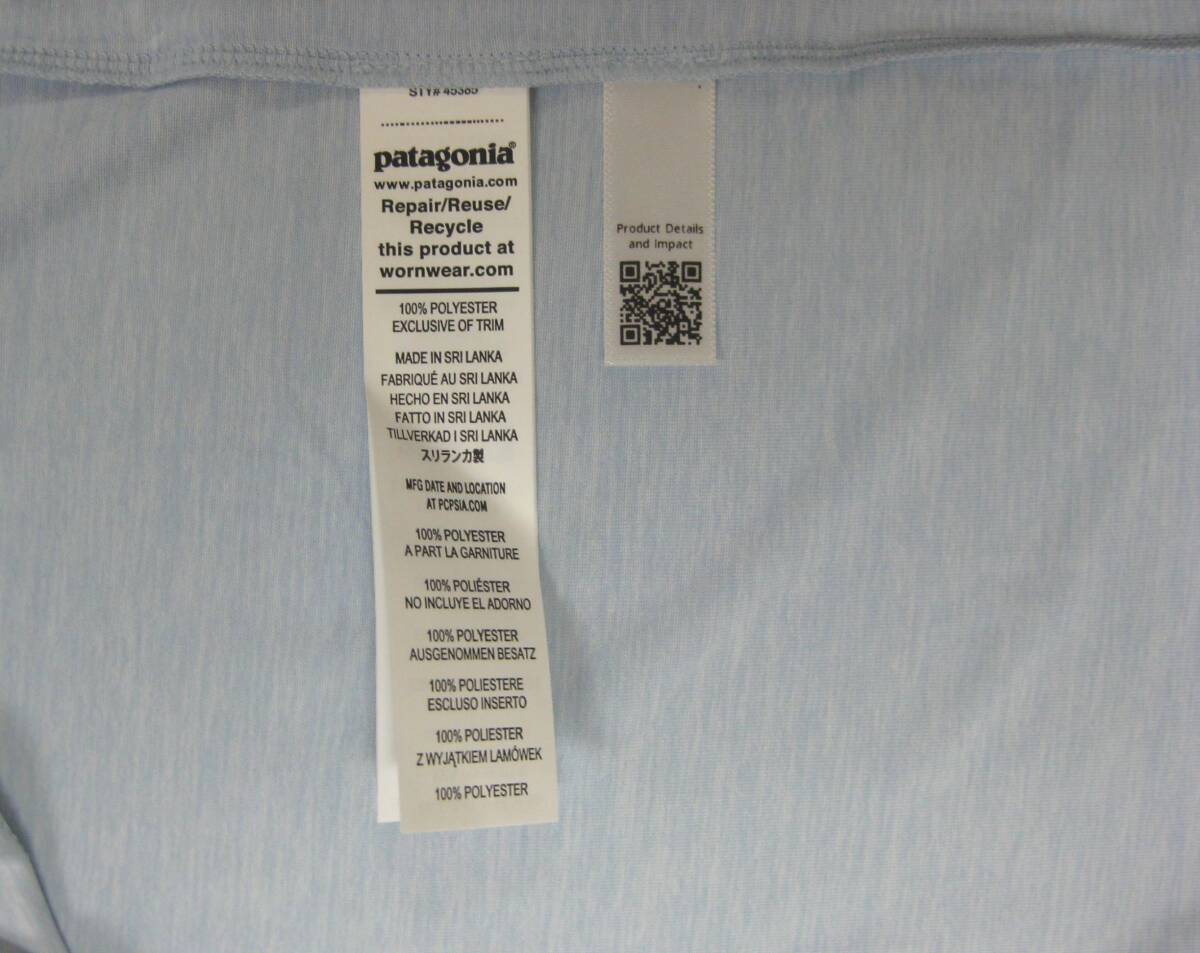 STY# 45385
patagonia®
www.patagonia.com
Repair/Reuse/
Recycle
this product at
wornwear.com
100% POLYESTER
EXCLUSIVE OF TRIM
MADE IN SRI LANKA
FABRIQUÉ AU SRI LANKA
HECHO EN SRI LANKA
FATTO IN SRI LANKA
TILLVERKAD I SRI LANKA
スリランカ製
MFG DATE AND LOCATION
AT PCPSIA.COM
100% POLYESTER
A PART LA GARNITURE
100% POLIÉSTER
NO INCLUYE EL ADORNO
100% POLYESTER
AUSGENOMMEN BESATZ
100% POLIESTERE
ESCLUSO INSERTO
100% POLIESTER
Z WYJĄTKIEM LAMÓWEK
100% POLYESTER
Product Details
and Impact